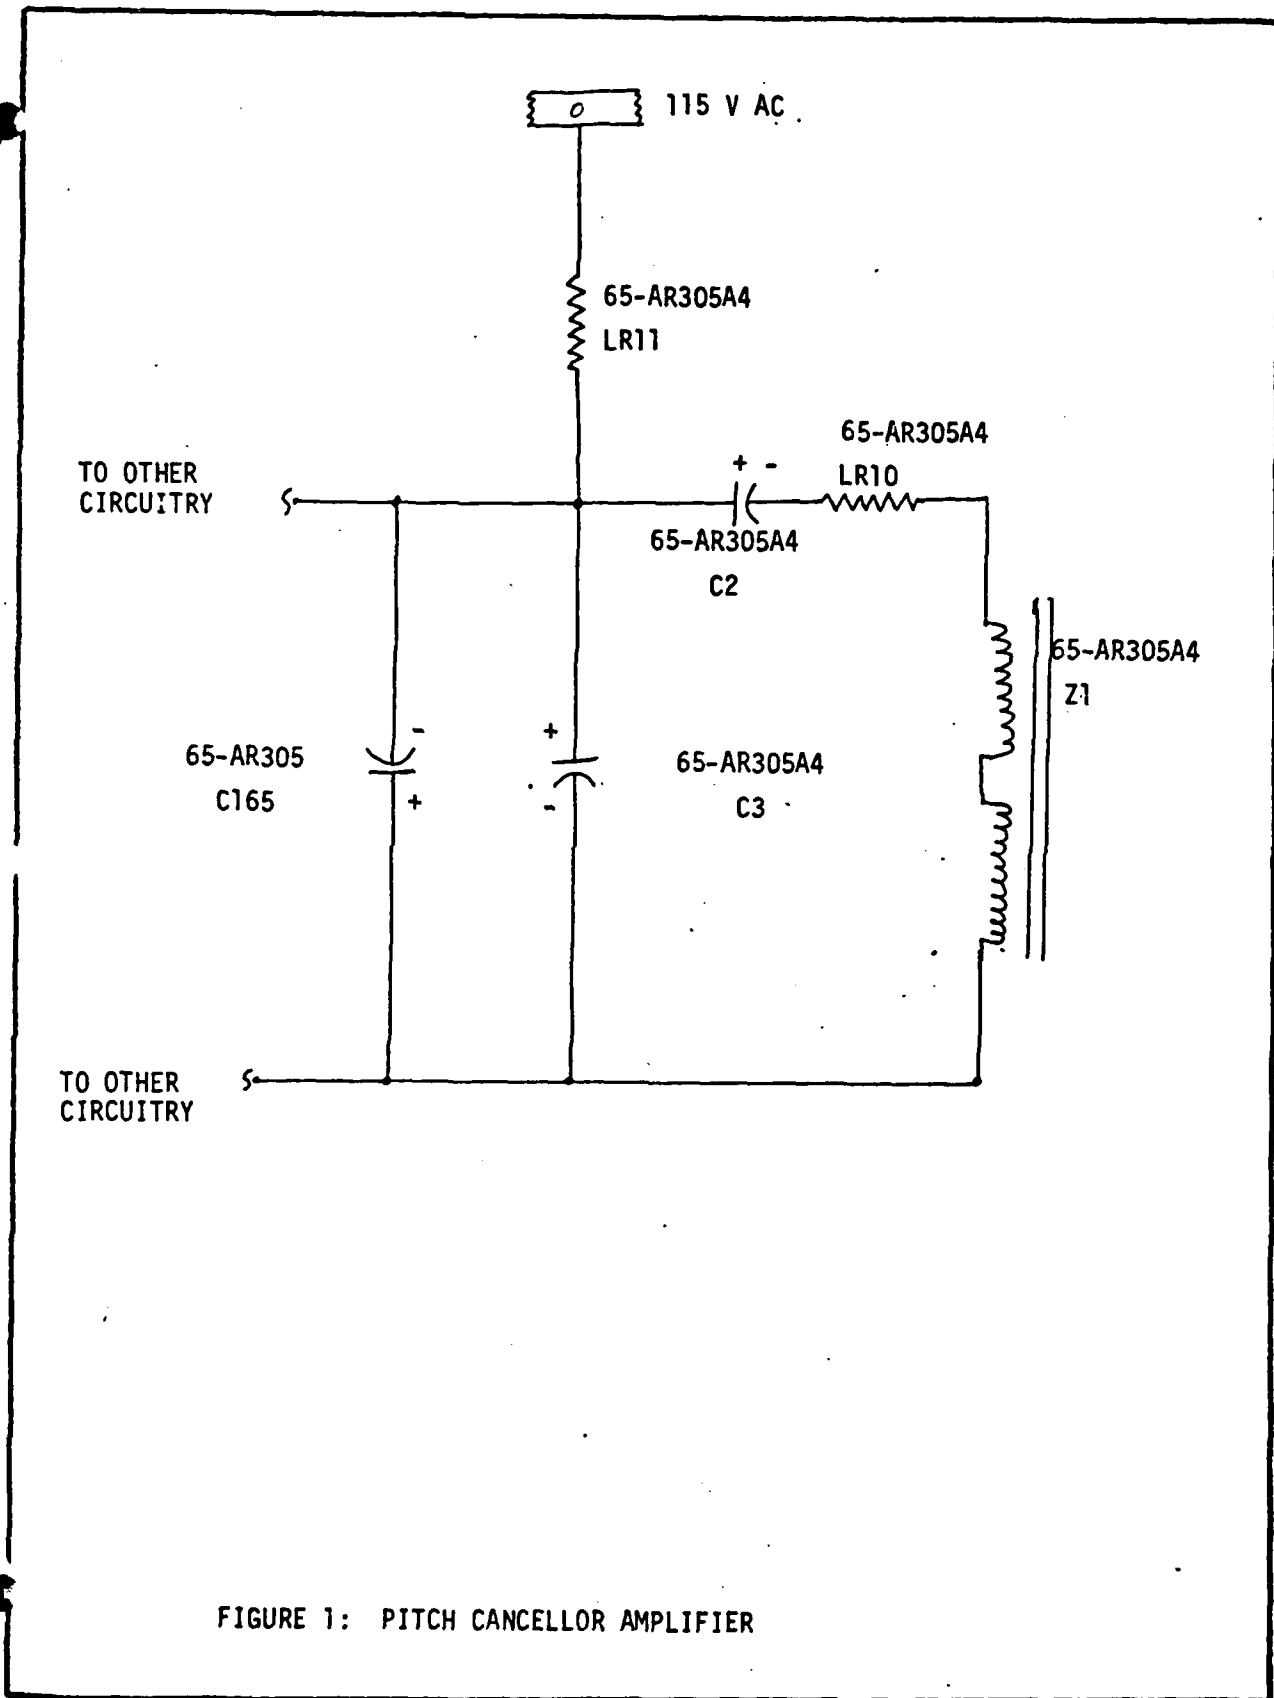 O 115 V AC
65-AR305A4
LR11
65-AR305A4
LR10
TO OTHER
CIRCUITRY
+ -
65-AR305A4
C2
65-AR305A4
Z1
- +
65-AR305
C165
65-AR305A4
C3
+ -
TO OTHER
CIRCUITRY
FIGURE 1: PITCH CANCELLOR AMPLIFIER